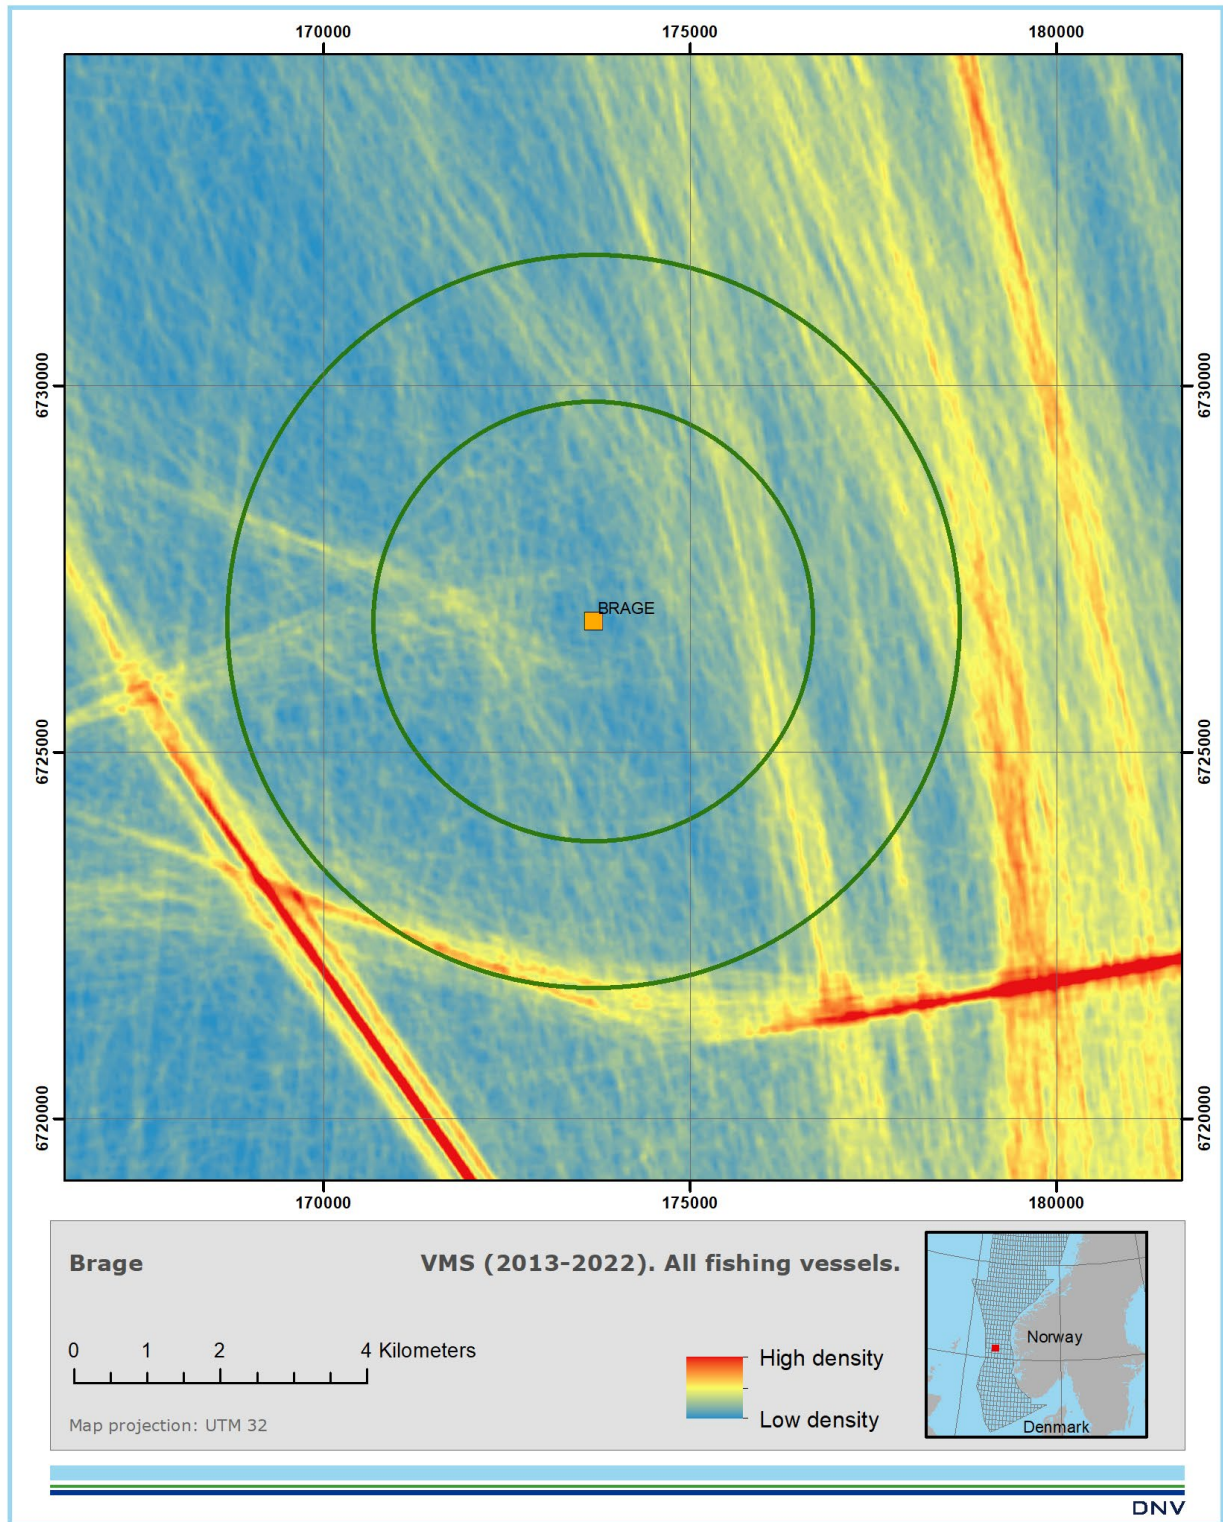 170000 175000 180000
6730000 6730000
BRAGE
6725000 6725000
6720000 6720000
170000 175000 180000
Brage VMS (2013-2022). All fishing vessels.
0 1 2 4 Kilometers
Map projection: UTM 32
High density
Low density
Norway
Denmark
DNV